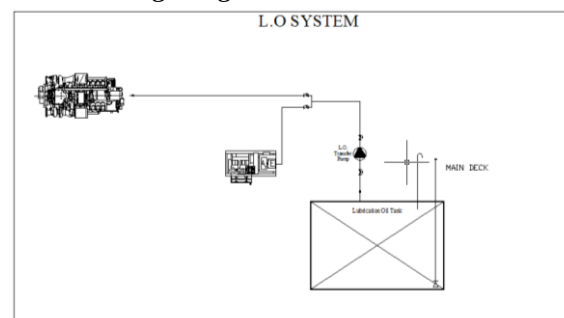 L.O SYSTEM
L.O.
Transfer
Pump
MAIN DECK
Lubrication Oil Tank